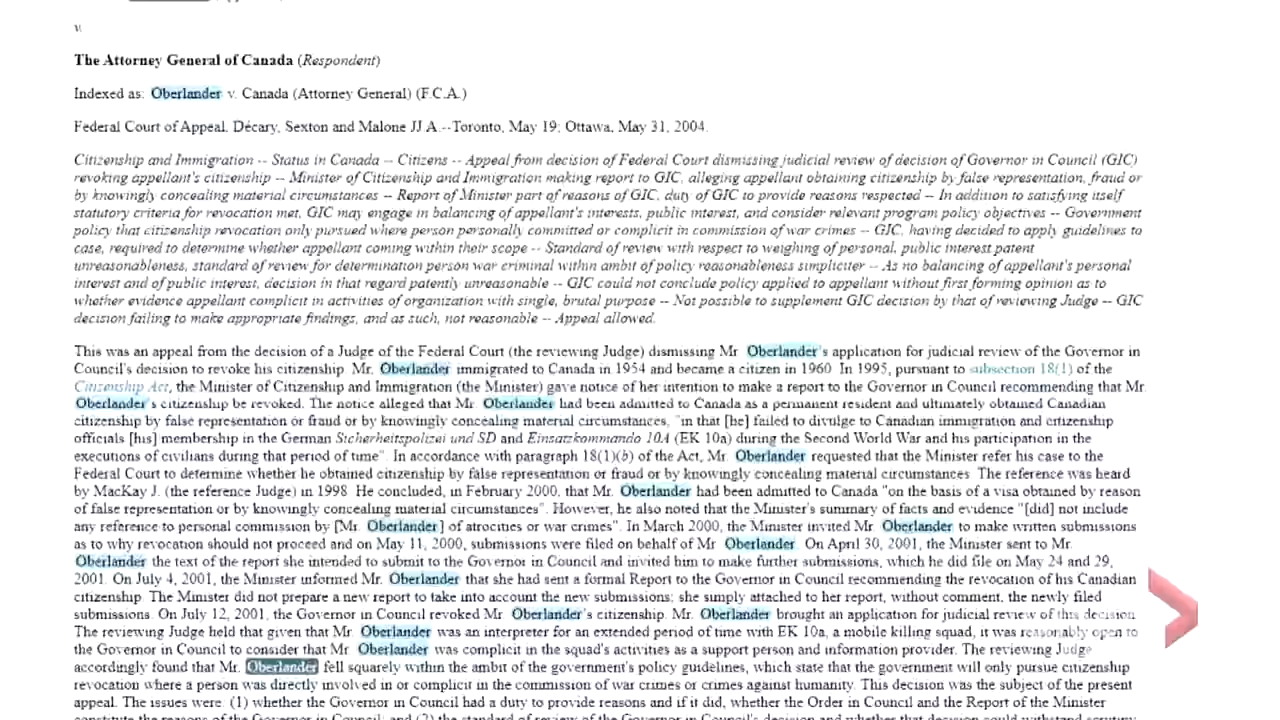 v.
The Attorney General of Canada (Respondent)
Indexed as: Oberlander v. Canada (Attorney General) (F.C.A.)
Federal Court of Appeal, Décary, Sexton and Malone JJ.A.--Toronto, May 19; Ottawa, May 31, 2004.
Citizenship and Immigration -- Status in Canada -- Citizens -- Appeal from decision of Federal Court dismissing judicial review of decision of Governor in Council (GIC)
revoking appellant's citizenship -- Minister of Citizenship and Immigration making report to GIC, alleging appellant obtaining citizenship by false representation, fraud or
by knowingly concealing material circumstances -- Report of Minister part of reasons of GIC, duty of GIC to provide reasons respected -- In addition to satisfying itself
statutory criteria for revocation met, GIC may engage in balancing of appellant's interests, public interest, and consider relevant program policy objectives -- Government
policy that citizenship revocation only pursued where person personally committed or complicit in commission of war crimes -- GIC, having decided to apply guidelines to
case, required to determine whether appellant coming within their scope -- Standard of review with respect to weighing of personal, public interest patent
unreasonableness, standard of review for determination person war criminal within ambit of policy reasonableness simpliciter -- As no balancing of appellant's personal
interest and of public interest, decision in that regard patently unreasonable -- GIC could not conclude policy applied to appellant without first forming opinion as to
whether evidence appellant complicit in activities of organization with single, brutal purpose -- Not possible to supplement GIC decision by that of reviewing Judge -- GIC
decision failing to make appropriate findings, and as such, not reasonable -- Appeal allowed.
This was an appeal from the decision of a Judge of the Federal Court (the reviewing Judge) dismissing Mr. Oberlander's application for judicial review of the Governor in
Council's decision to revoke his citizenship. Mr. Oberlander immigrated to Canada in 1954 and became a citizen in 1960. In 1995, pursuant to subsection 18(1) of the
Citizenship Act, the Minister of Citizenship and Immigration (the Minister) gave notice of her intention to make a report to the Governor in Council recommending that Mr.
Oberlander's citizenship be revoked. The notice alleged that Mr. Oberlander had been admitted to Canada as a permanent resident and ultimately obtained Canadian
citizenship by false representation or fraud or by knowingly concealing material circumstances, "in that [he] failed to divulge to Canadian immigration and citizenship
officials [his] membership in the German Sicherheitspolizei und SD and Einsatzkommando 10A (EK 10a) during the Second World War and his participation in the
executions of civilians during that period of time". In accordance with paragraph 18(1)(b) of the Act, Mr. Oberlander requested that the Minister refer his case to the
Federal Court to determine whether he obtained citizenship by false representation or fraud or by knowingly concealing material circumstances. The reference was heard
by MacKay J. (the reference Judge) in 1998. He concluded, in February 2000, that Mr. Oberlander had been admitted to Canada "on the basis of a visa obtained by reason
of false representation or by knowingly concealing material circumstances". However, he also noted that the Minister's summary of facts and evidence "[did] not include
any reference to personal commission by [Mr. Oberlander] of atrocities or war crimes". In March 2000, the Minister invited Mr. Oberlander to make written submissions
as to why revocation should not proceed and on May 11, 2000, submissions were filed on behalf of Mr. Oberlander. On April 30, 2001, the Minister sent to Mr.
Oberlander the text of the report she intended to submit to the Governor in Council and invited him to make further submissions, which he did file on May 24 and 29,
2001. On July 4, 2001, the Minister informed Mr. Oberlander that she had sent a formal Report to the Governor in Council recommending the revocation of his Canadian
citizenship. The Minister did not prepare a new report to take into account the new submissions; she simply attached to her report, without comment, the newly filed
submissions. On July 12, 2001, the Governor in Council revoked Mr. Oberlander's citizenship. Mr. Oberlander brought an application for judicial review of this decision.
The reviewing Judge held that given that Mr. Oberlander was an interpreter for an extended period of time with EK 10a, a mobile killing squad, it was reasonably open to
the Governor in Council to consider that Mr. Oberlander was complicit in the squad's activities as a support person and information provider. The reviewing Judge
accordingly found that Mr. Oberlander fell squarely within the ambit of the government's policy guidelines, which state that the government will only pursue citizenship
revocation where a person was directly involved in or complicit in the commission of war crimes or crimes against humanity. This decision was the subject of the present
appeal. The issues were: (1) whether the Governor in Council had a duty to provide reasons and if it did, whether the Order in Council and the Report of the Minister
constitute the reasons of the Governor in Council; and (2) the standard of review of the Governor in Council's decision and whether that decision could withstand scrutiny